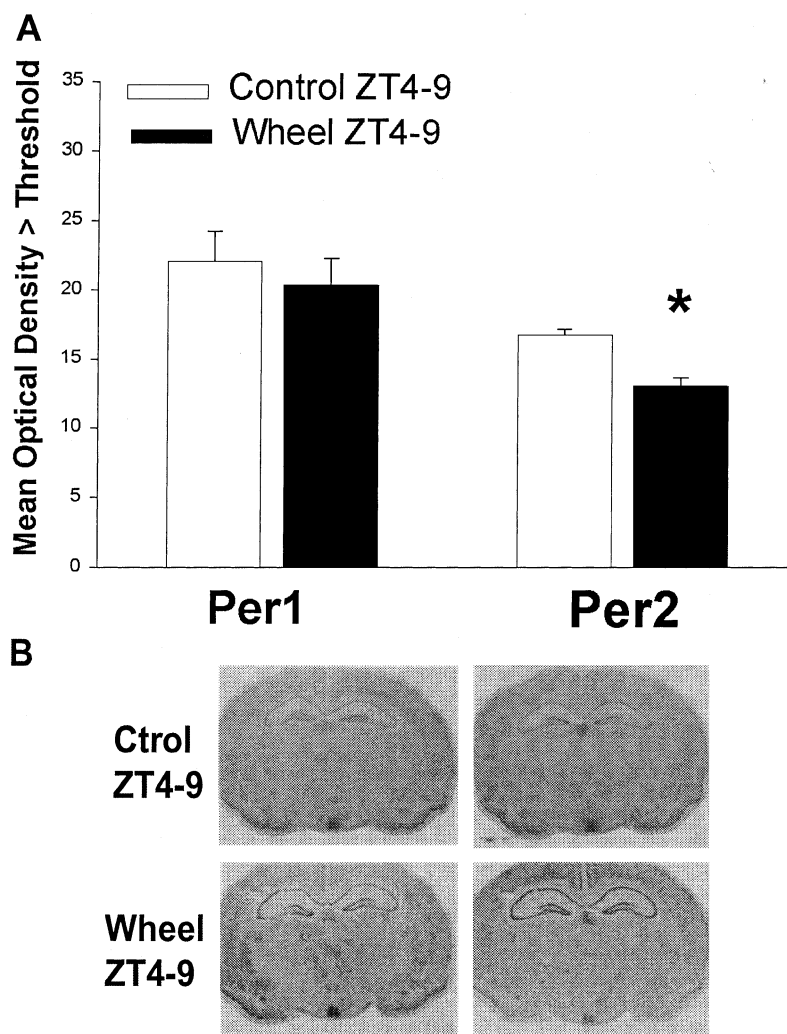 A
Mean Optical Density > Threshold
35
30
25
20
15
10
5
0
Control ZT4-9
Wheel ZT4-9
*
Per1
Per2
B
Ctrol
ZT4-9
Wheel
ZT4-9